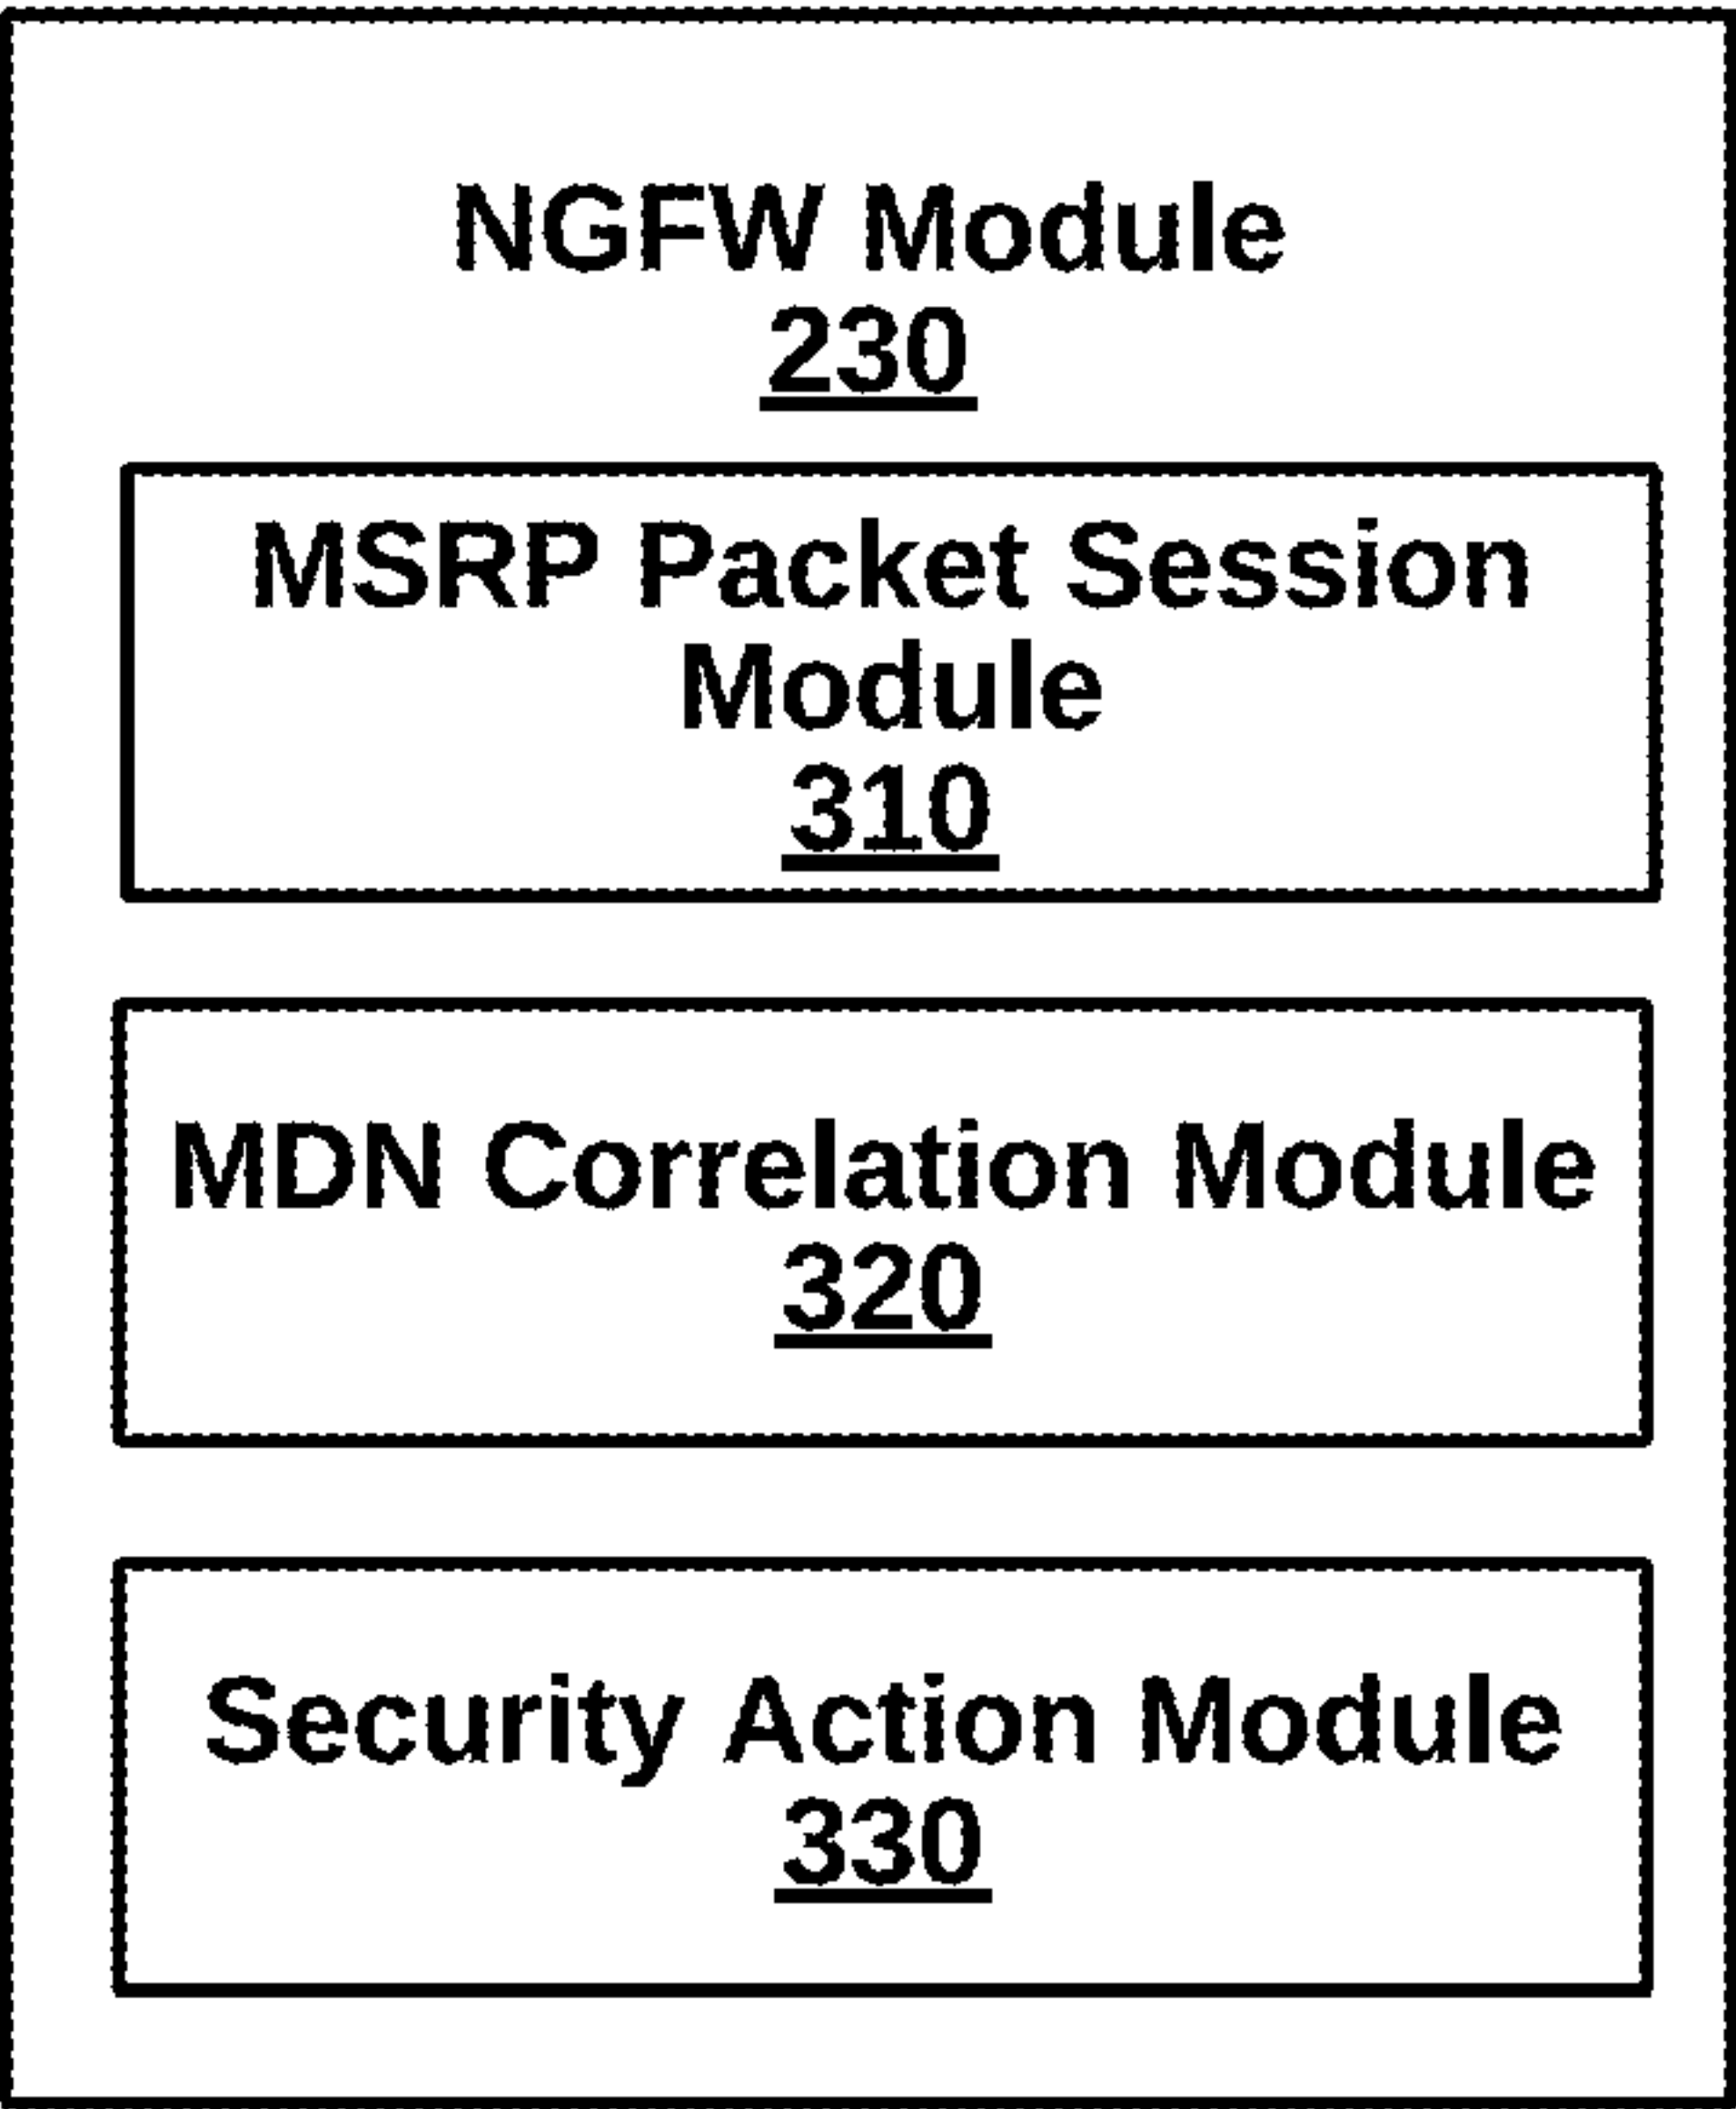 NGFW Module
230
MSRP Packet Session
Module
310
MDN Correlation Module
320
Security Action Module
330